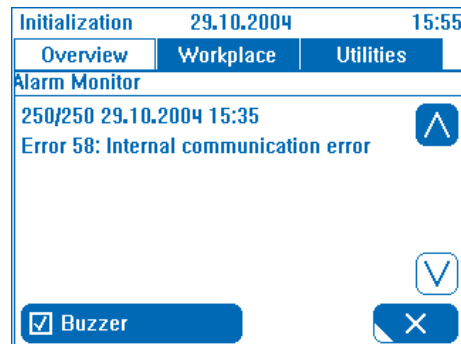 Initialization 29.10.2004 15:55
Overview Workplace Utilities
Alarm Monitor
250/250 29.10.2004 15:35
Error 58: Internal communication error
Buzzer